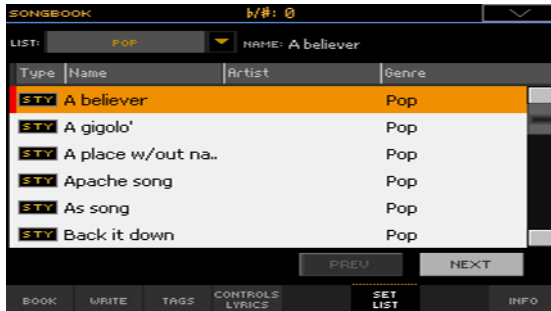 SONGBOOK b/#: 0
LIST: POP NAME: A believer
Type Name Artist Genre
STY A believer Pop
STY A gigolo' Pop
STY A place w/out na.. Pop
STY Apache song Pop
STY As song Pop
STY Back it down Pop
PREV NEXT
BOOK WRITE TAGS CONTROLS LYRICS SET LIST INFO